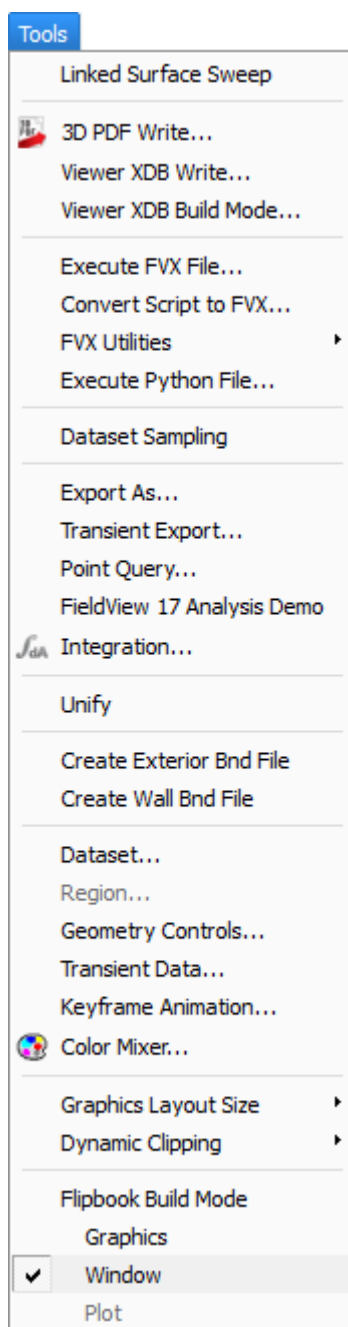 Tools
Linked Surface Sweep
3D PDF Write...
Viewer XDB Write...
Viewer XDB Build Mode...
Execute FVX File...
Convert Script to FVX...
FVX Utilities
Execute Python File...
Dataset Sampling
Export As...
Transient Export...
Point Query...
FieldView 17 Analysis Demo
∫dA Integration...
Unify
Create Exterior Bnd File
Create Wall Bnd File
Dataset...
Region...
Geometry Controls...
Transient Data...
Keyframe Animation...
Color Mixer...
Graphics Layout Size
Dynamic Clipping
Flipbook Build Mode
Graphics
Window
Plot